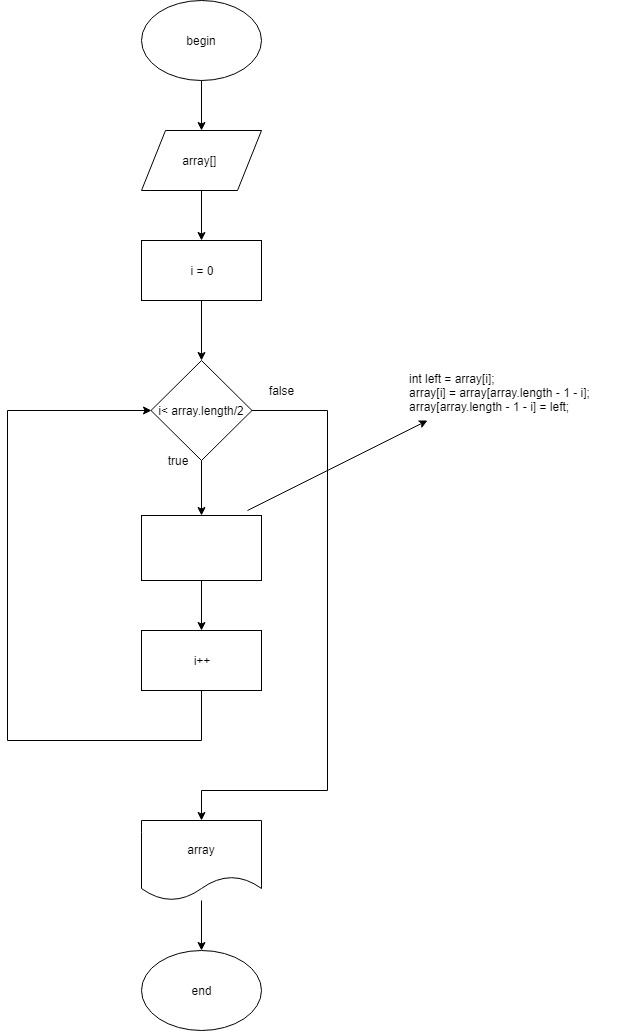 begin
array[]
i = 0
i< array.length/2
false
true
int left = array[i];
array[i] = array[array.length - 1 - i];
array[array.length - 1 - i] = left;
i++
array
end